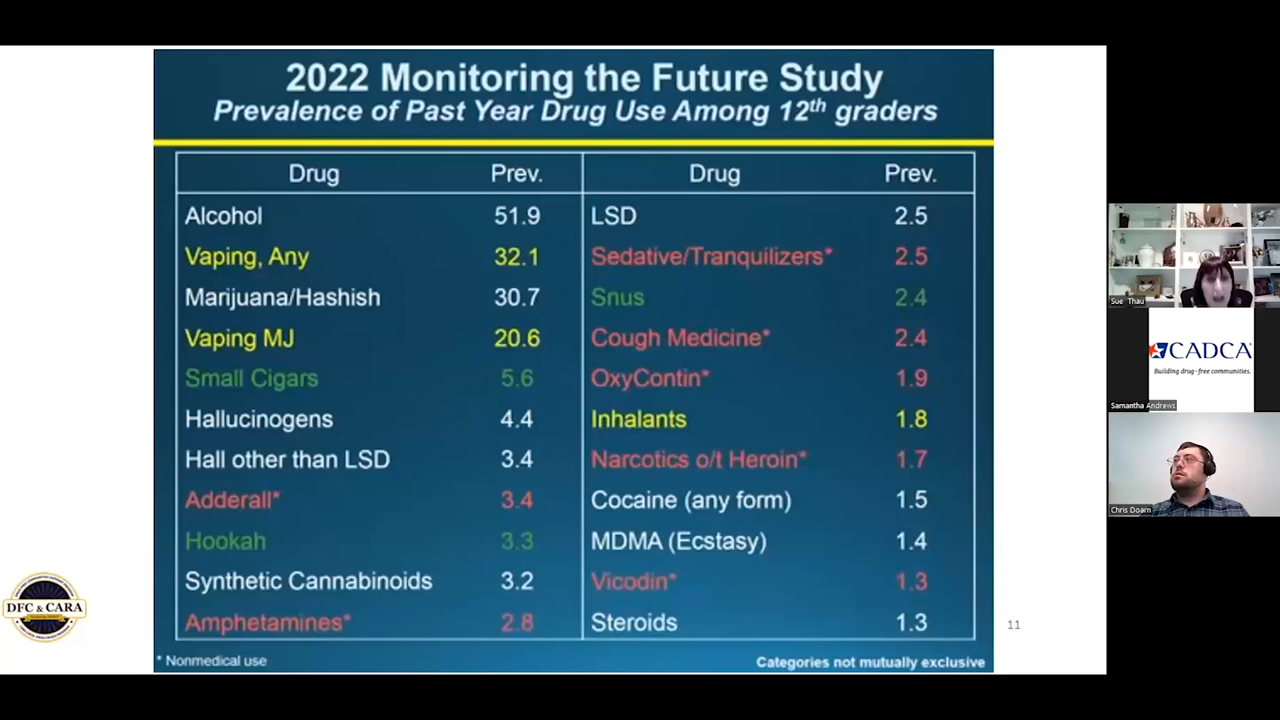 2022 Monitoring the Future Study
Prevalence of Past Year Drug Use Among 12th graders
Drug Prev. Drug Prev.
Alcohol 51.9 LSD 2.5
Vaping, Any 32.1 Sedative/Tranquilizers* 2.5
Marijuana/Hashish 30.7 Snus 2.4
Vaping MJ 20.6 Cough Medicine* 2.4
Small Cigars 5.6 OxyContin* 1.9
Hallucinogens 4.4 Inhalants 1.8
Hall other than LSD 3.4 Narcotics o/t Heroin* 1.7
Adderall* 3.4 Cocaine (any form) 1.5
Hookah 3.3 MDMA (Ecstasy) 1.4
Synthetic Cannabinoids 3.2 Vicodin* 1.3
Amphetamines* 2.8 Steroids 1.3
* Nonmedical use Categories not mutually exclusive
11
DFC & CARA
Sue Thau
CADCA
Building drug-free communities.
Samantha Andrews
Chris Doarn